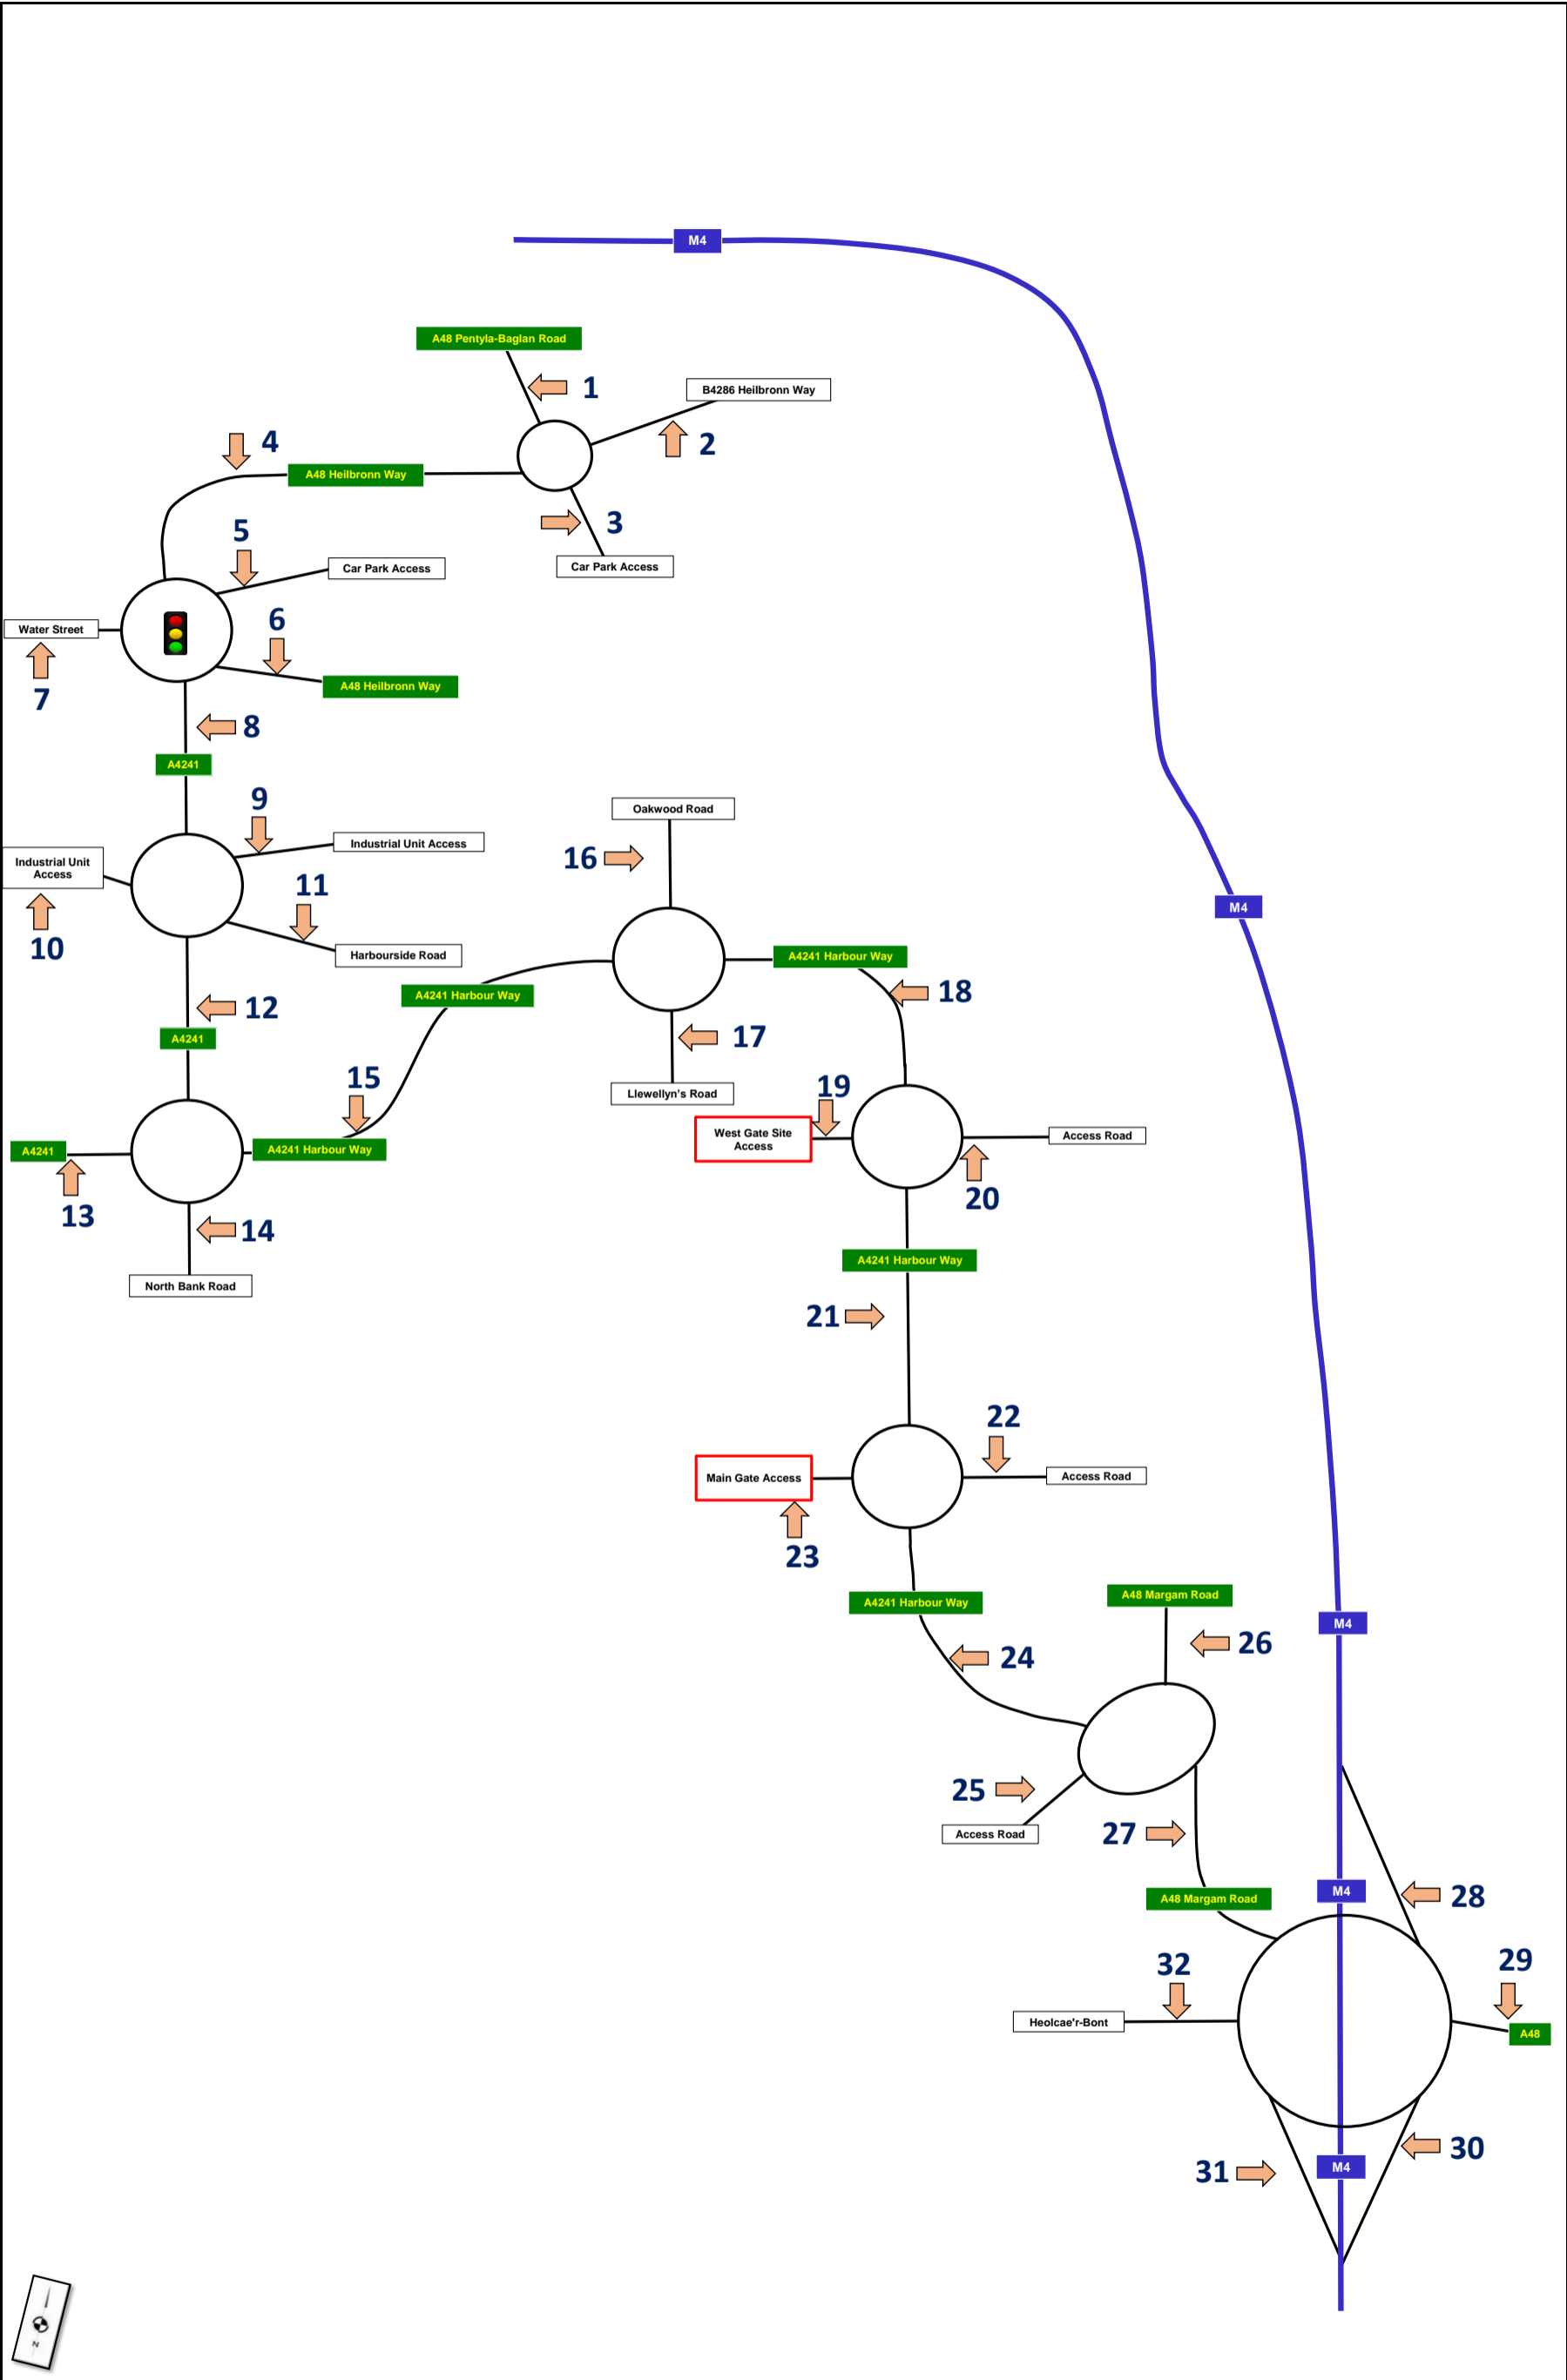 M4
A48 Pentyla-Baglan Road
1
B4286 Heilbronn Way
2
4
A48 Heilbronn Way
3
5
Car Park Access
Car Park Access
6
Water Street
7
A48 Heilbronn Way
8
A4241
9
Oakwood Road
Industrial Unit Access
16
Industrial Unit
Access
11
M4
10
Harbourside Road
A4241 Harbour Way
A4241 Harbour Way
18
12
A4241
17
15
19
Llewellyn's Road
West Gate Site
Access
Access Road
A4241
A4241 Harbour Way
20
13
14
A4241 Harbour Way
North Bank Road
21
22
Main Gate Access
Access Road
23
A48 Margam Road
A4241 Harbour Way
M4
26
24
25
27
Access Road
M4
28
A48 Margam Road
32
29
Heolcae'r-Bont
A48
30
M4
31
N